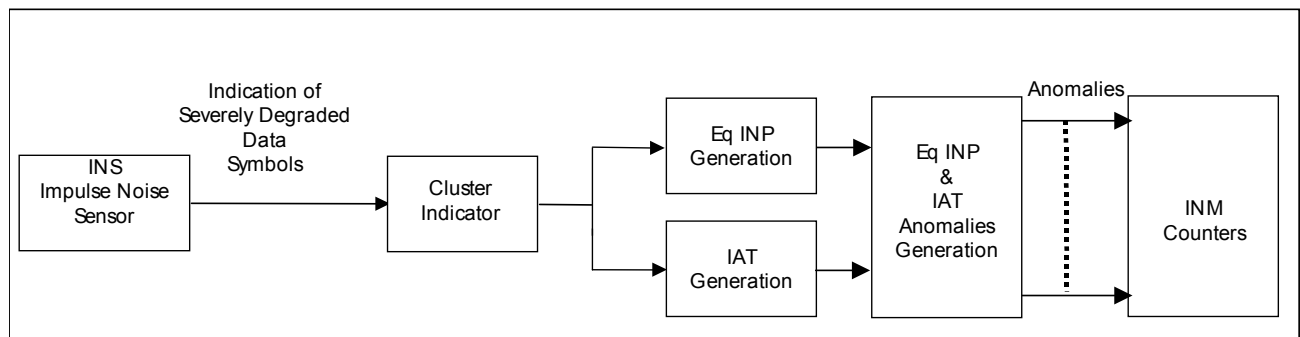 INS
Impulse Noise
Sensor
Indication of
Severely Degraded
Data
Symbols
Cluster
Indicator
Eq INP
Generation
IAT
Generation
Eq INP
&
IAT
Anomalies
Generation
Anomalies
INM
Counters